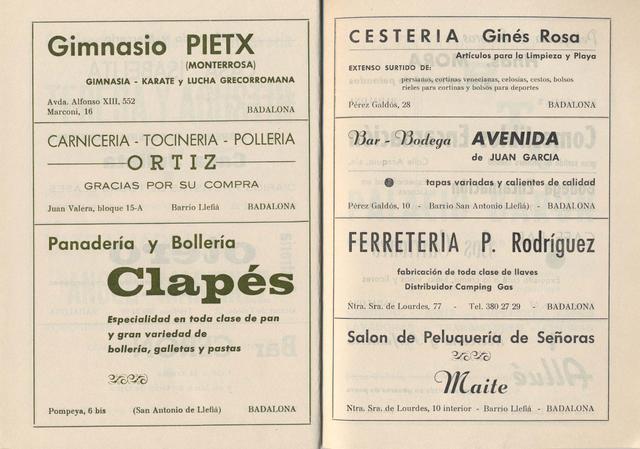 Gimnasio PIETX
(MONTERROSA)
GIMNASIA - KARATE y LUCHA GRECORROMANA
Avda. Alfonso XIII, 552
Marconi, 16 BADALONA
CARNICERIA - TOCINERIA - POLLERIA
ORTIZ
GRACIAS POR SU COMPRA
Juan Valera, bloque 15-A Barrio Llefiá BADALONA
Panadería y Bollería
Clapés
Especialidad en toda clase de pan
y gran variedad de
bollería, galletas y pastas
Pompeya, 6 bis (San Antonio de Llefiá) BADALONA
CESTERIA Ginés Rosa
Artículos para la Limpieza y Playa
EXTENSO SURTIDO DE:
persianas, cortinas venecianas, celosías, cestos, bolsos
rieles para cortinas y bolsos para deportes
Pérez Galdós, 28 BADALONA
Bar - Bodega AVENIDA
de JUAN GARCIA
tapas variadas y calientes de calidad
Pérez Galdós, 10 - Barrio San Antonio Llefiá) - BADALONA
FERRETERIA P. Rodríguez
fabricación de toda clase de llaves
Distribuidor Camping Gas
Ntra. Sra. de Lourdes, 77 - Tel. 380 27 29 - BADALONA
Salon de Peluquería de Señoras
Maite
Ntra. Sra. de Lourdes, 10 interior - Barrio Llefiá - BADALONA